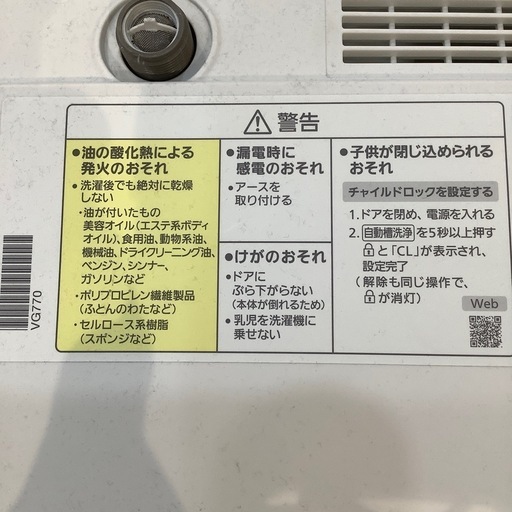 警告
●油の酸化熱による
発火のおそれ
・洗濯後でも絶対に乾燥
しない
・油が付いたもの
美容オイル(エステ系ボディ
オイル)、食用油、動物系油、
機械油、ドライクリーニング油、
ベンジン、シンナー、
ガソリンなど
・ポリプロピレン繊維製品
(ふとんのわたなど)
・セルロース系樹脂
(スポンジなど)
●漏電時に
感電のおそれ
・アースを
取り付ける
●けがのおそれ
・ドアに
ぶら下がらない
(本体が倒れるため)
・乳児を洗濯機に
乗せない
●子供が閉じ込められる
おそれ
チャイルドロックを設定する
1.ドアを閉め、電源を入れる
2.自動槽洗浄を5秒以上押す
と「CL」が表示され、
設定完了
(解除も同じ操作で、
が消灯)
Web
VG770